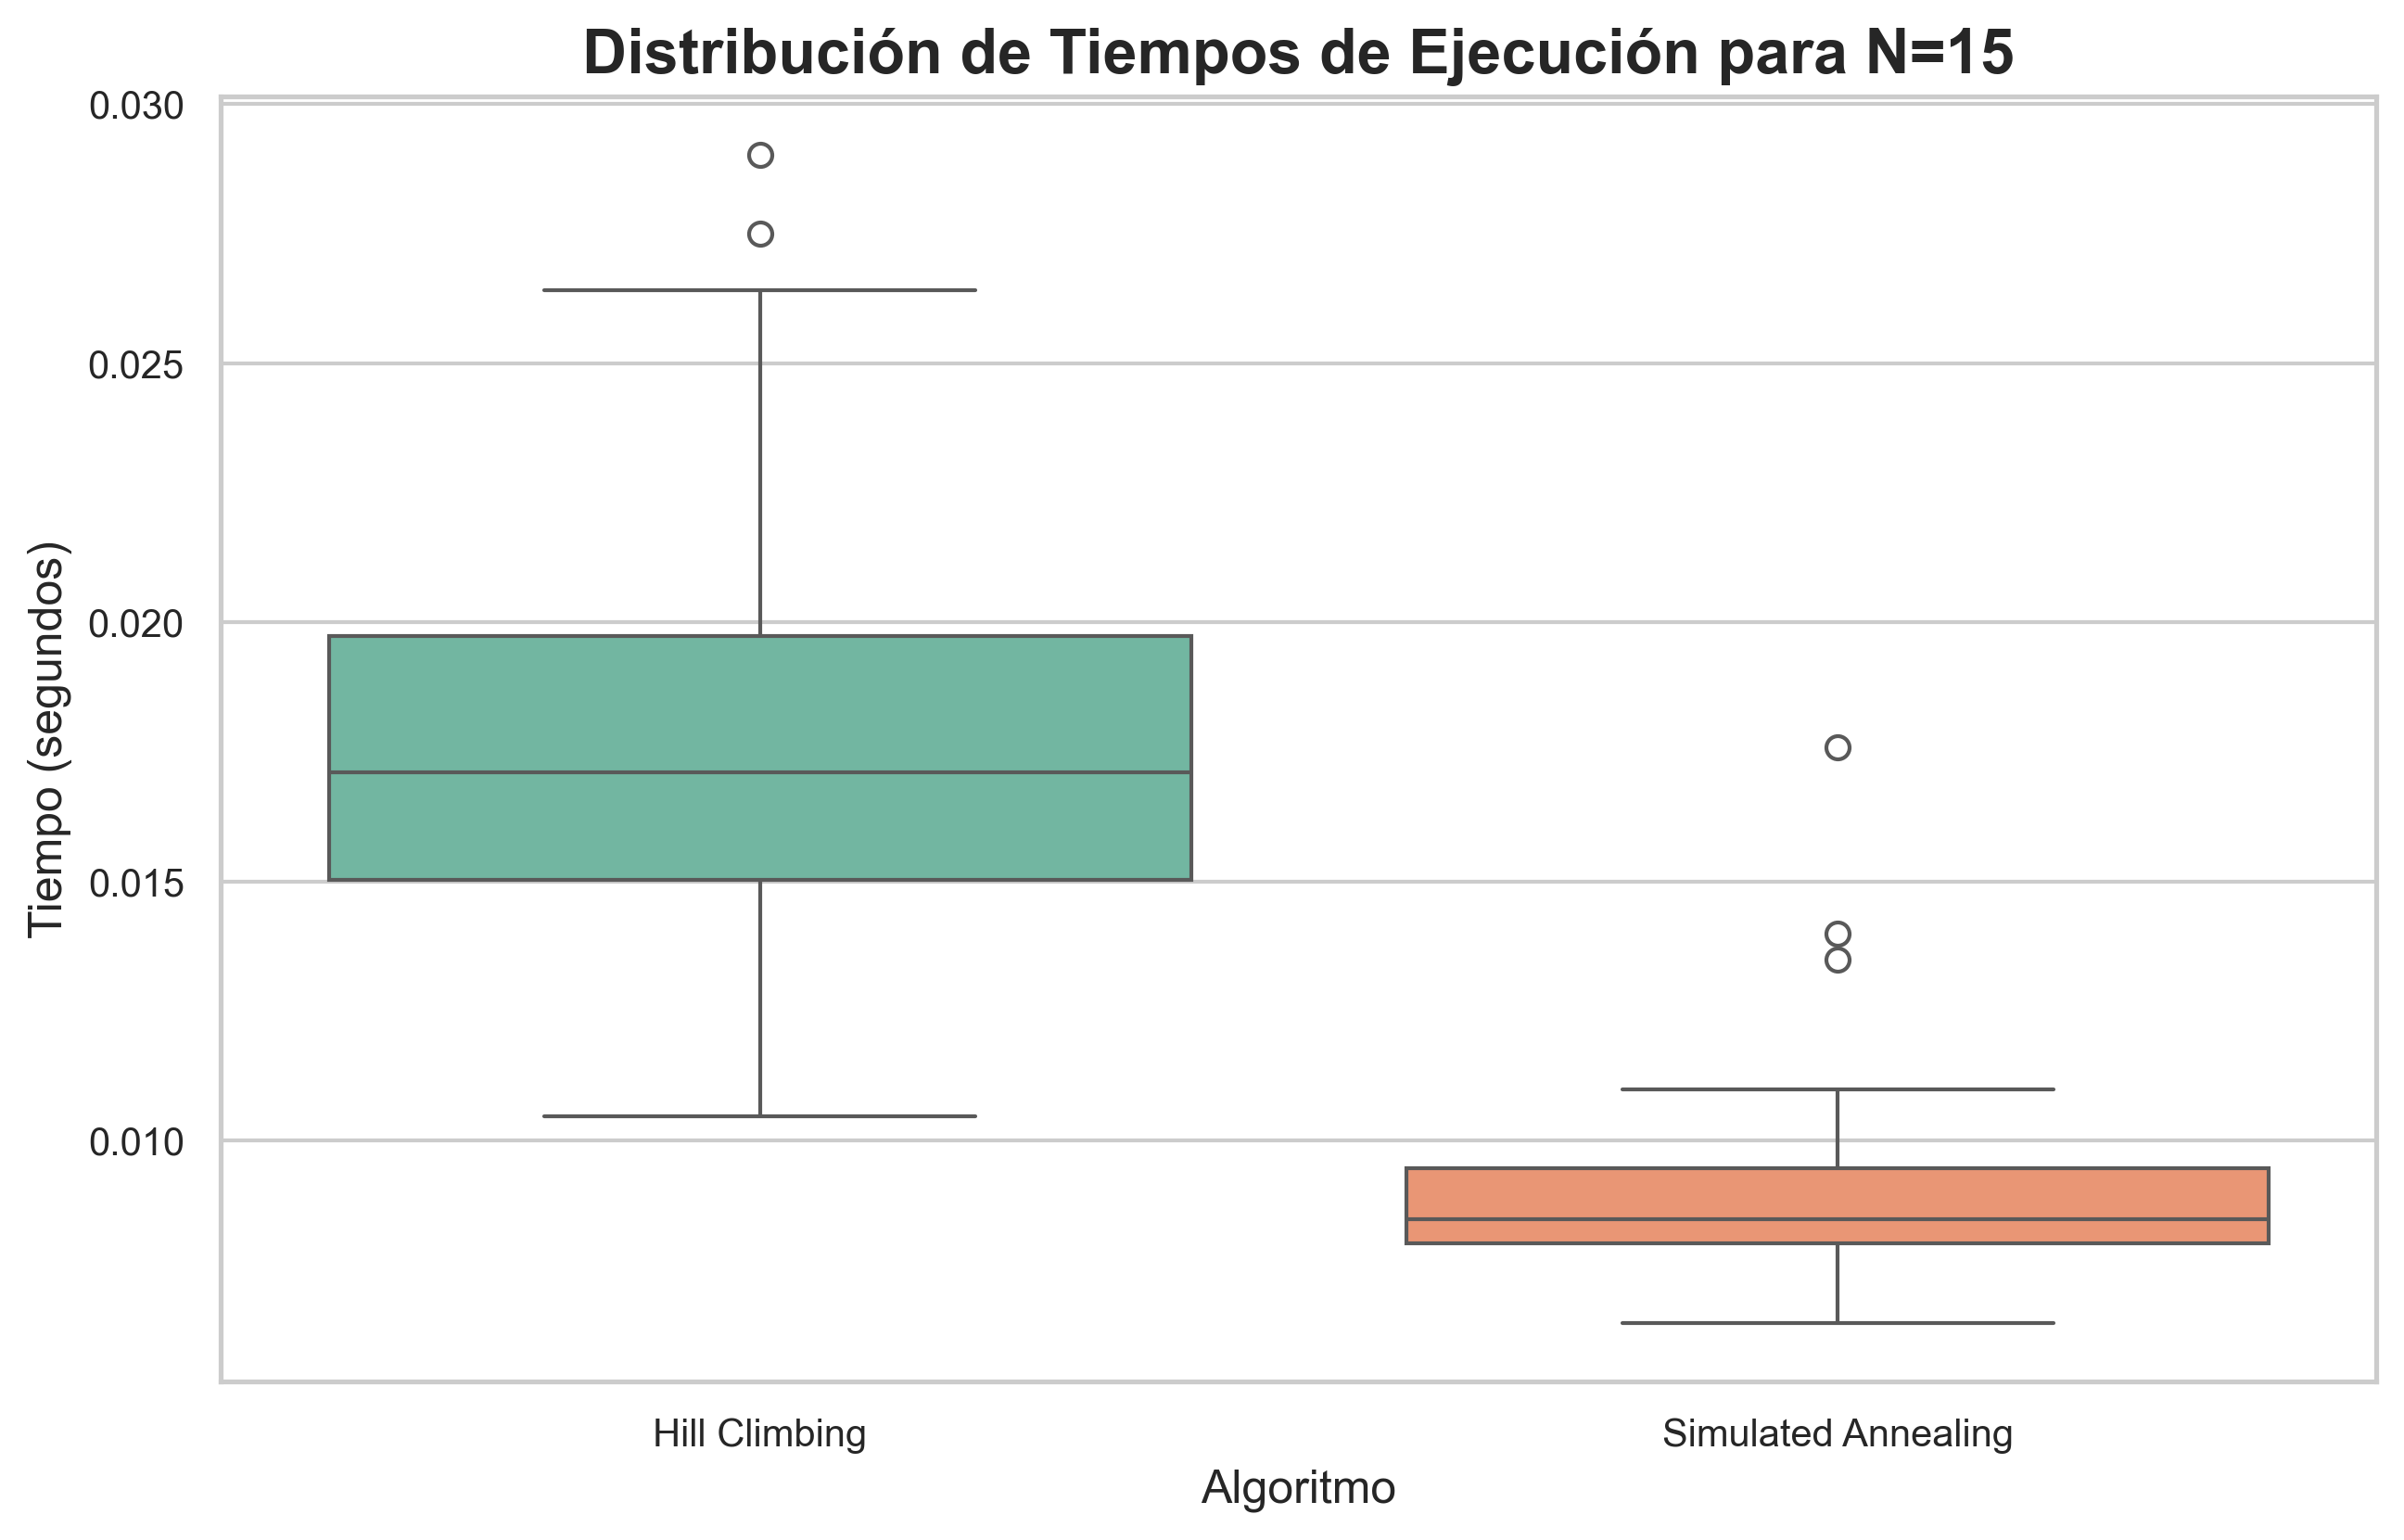 Distribución de Tiempos de Ejecución para N=15
0.030
0.025
0.020
0.015
0.010
Tiempo (segundos)
Hill Climbing
Simulated Annealing
Algoritmo